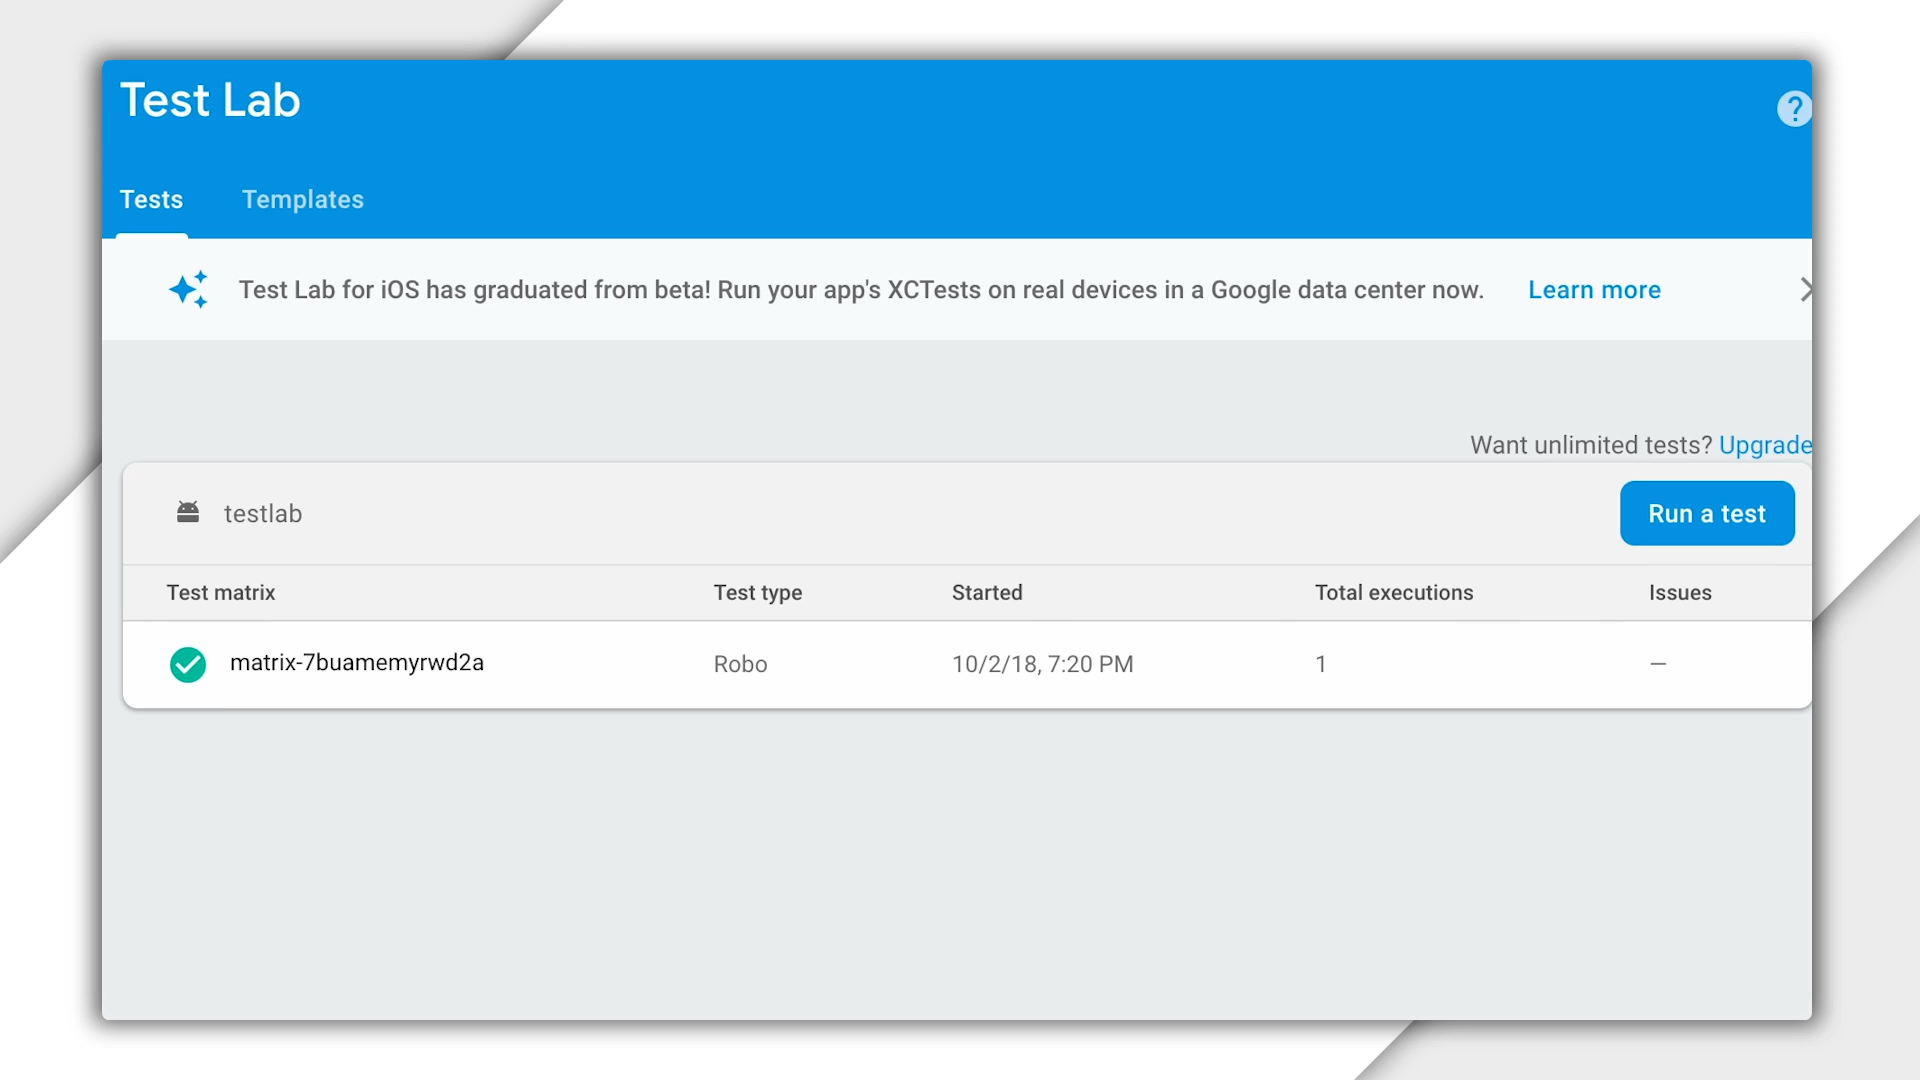 Test Lab
?
Tests Templates
Test Lab for iOS has graduated from beta! Run your app's XCTests on real devices in a Google data center now. Learn more
Want unlimited tests? Upgrade
testlab Run a test
Test matrix Test type Started Total executions Issues
matrix-7buamemyrwd2a Robo 10/2/18, 7:20 PM 1 —